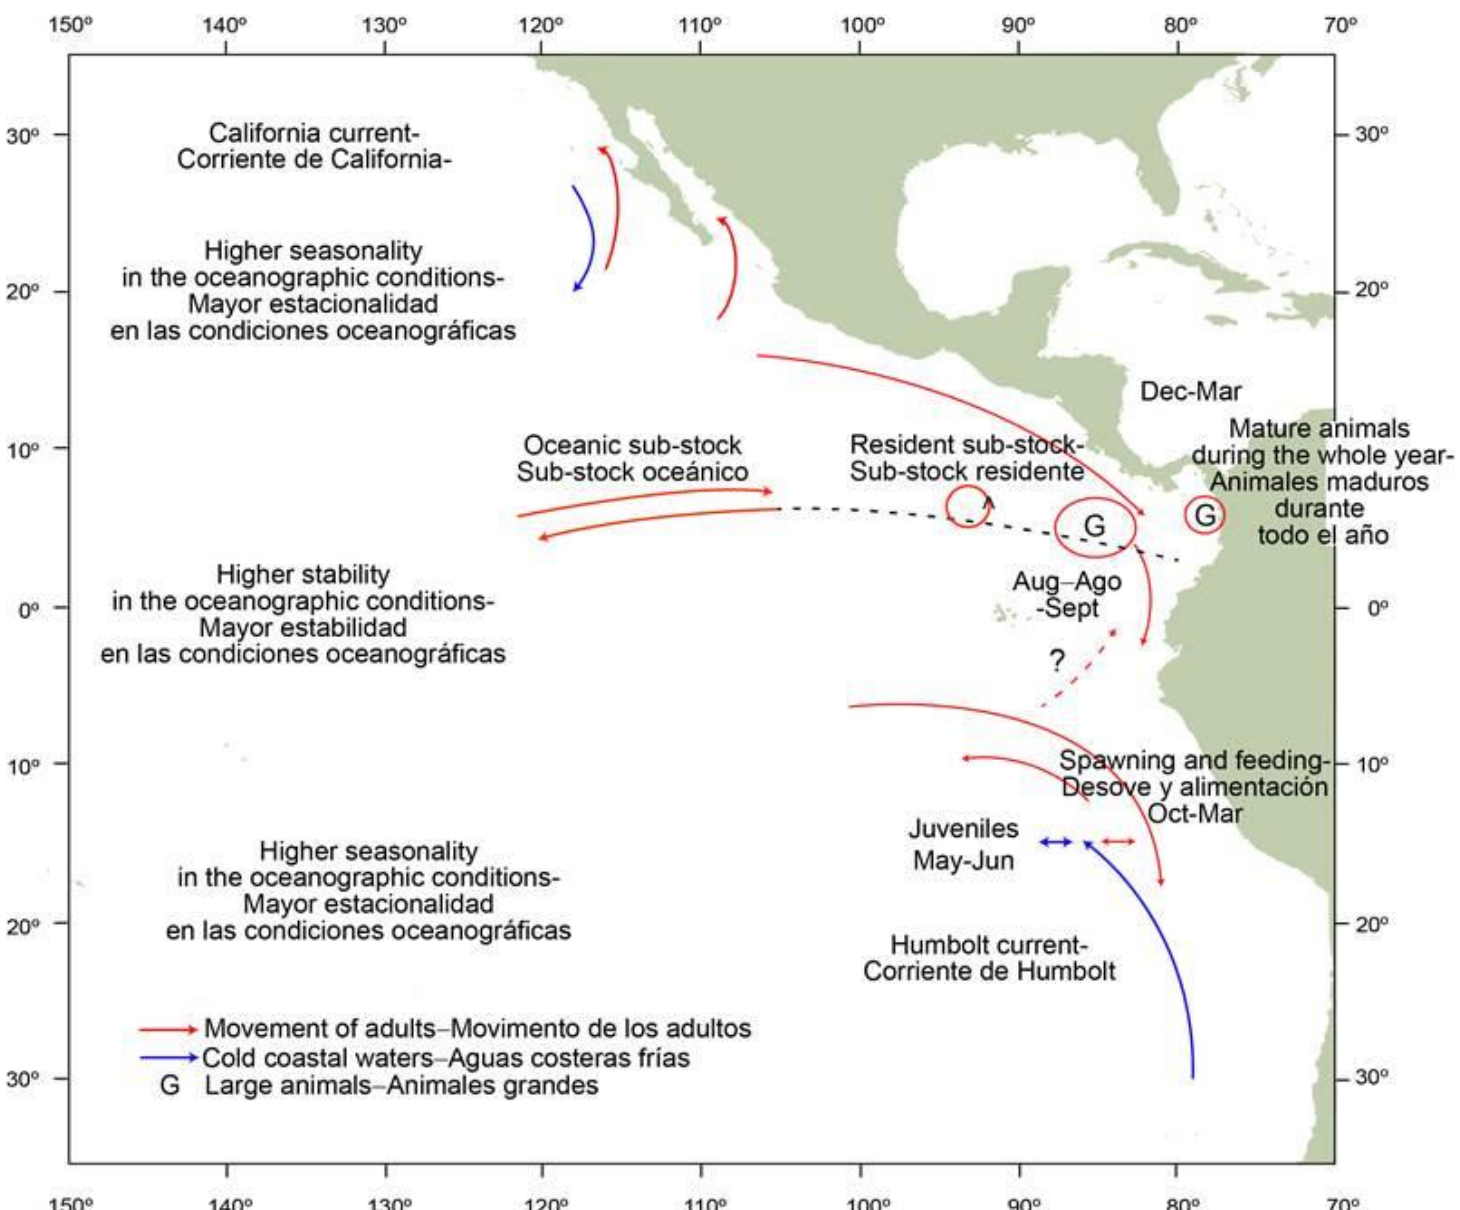 150º 140º 130º 120º 110º 100º 90º 80º 70º
30º 30º
California current-
Corriente de California-
Higher seasonality
in the oceanographic conditions-
Mayor estacionalidad
en las condiciones oceanográficas
20º 20º
Dec-Mar
Mature animals
during the whole year-
Animales maduros
durante
todo el año
10º
Oceanic sub-stock
Sub-stock oceánico
Resident sub-stock-
Sub-stock residente
10º
G
G
Aug–Ago
-Sept
Higher stability
in the oceanographic conditions-
Mayor estabilidad
en las condiciones oceanográficas
0º 0º
?
10º 10º
Spawning and feeding-
Desove y alimentación
Oct-Mar
Juveniles
May-Jun
Higher seasonality
in the oceanographic conditions-
Mayor estacionalidad
en las condiciones oceanográficas
20º 20º
Humbolt current-
Corriente de Humbolt
Movement of adults–Movimento de los adultos
Cold coastal waters–Aguas costeras frías
G Large animals–Animales grandes
30º 30º
150º 140º 130º 120º 110º 100º 90º 80º 70º